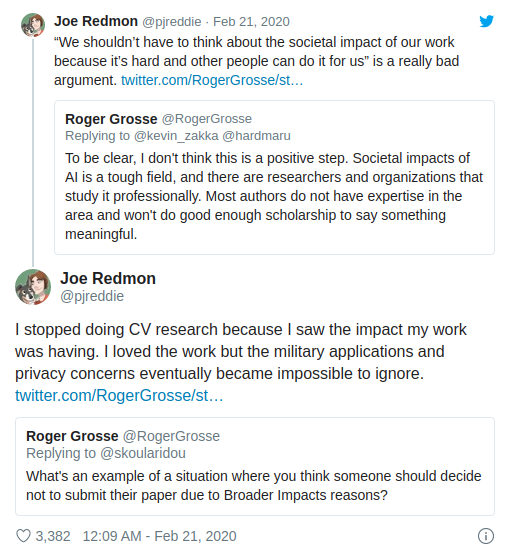 Joe Redmon @pjreddie · Feb 21, 2020
“We shouldn’t have to think about the societal impact of our work
because it’s hard and other people can do it for us” is a really bad
argument. twitter.com/RogerGrosse/st…
Roger Grosse @RogerGrosse
Replying to @kevin_zakka @hardmaru
To be clear, I don't think this is a positive step. Societal impacts of
AI is a tough field, and there are researchers and organizations that
study it professionally. Most authors do not have expertise in the
area and won't do good enough scholarship to say something
meaningful.
Joe Redmon
@pjreddie
I stopped doing CV research because I saw the impact my work
was having. I loved the work but the military applications and
privacy concerns eventually became impossible to ignore.
twitter.com/RogerGrosse/st…
Roger Grosse @RogerGrosse
Replying to @skoularidou
What's an example of a situation where you think someone should decide
not to submit their paper due to Broader Impacts reasons?
3,382 12:09 AM - Feb 21, 2020